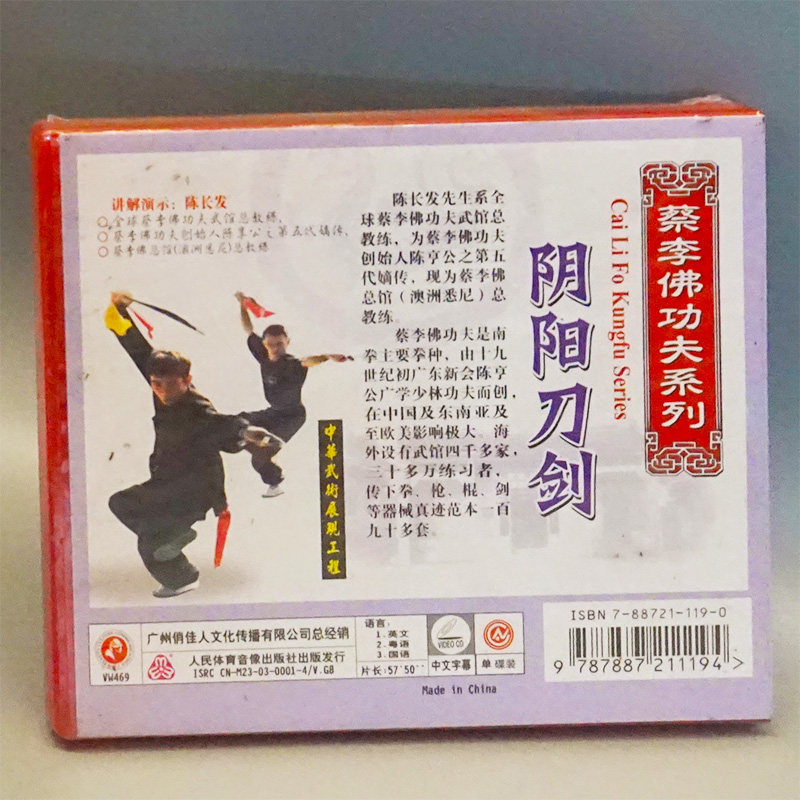 讲解演示：陈长发
全球蔡李佛功夫武馆总教练，
蔡李佛功夫创始人陈享公之第五代嫡传，
蔡李佛总馆(澳洲悉尼)总教练
陈长发先生系全
球蔡李佛功夫武馆总
教练，为蔡李佛功夫
创始人陈亨公之第五
代嫡传，现为蔡李佛
总馆（澳洲悉尼）总
教练。
蔡李佛功夫是南
拳主要拳种，由十九
世纪初广东新会陈亨
公广学少林功夫而创，
在中国及东南亚及
至欧美影响极大。海
外设有武馆四千多家，
三十多万练习者，
传下拳、枪、棍、剑
等器械真迹范本一百
九十多套。
阴阳刀剑
Cai Li Fo Kungfu Series
蔡李佛功夫系列
中華武術展现工程
VW469
广州俏佳人文化传播有限公司总经销
人民体育音像出版社出版发行
ISRC CN-M23-03-0001-4/V.G8
语言：
1.英文
2.粤语
3.国语
片长：57'50''
VIDEO CD
中文字幕
单碟装
ISBN 7-88721-119-0
9 787887 211194 >
Made in China